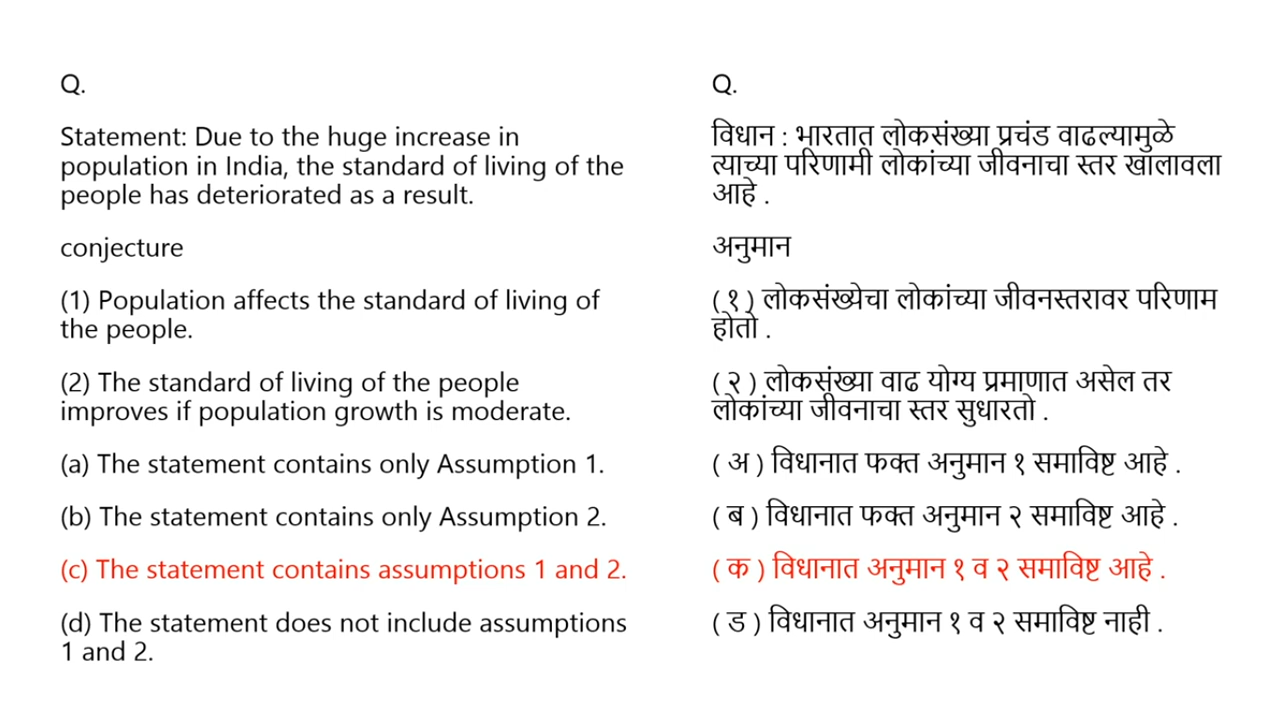 Q.
Statement: Due to the huge increase in
population in India, the standard of living of the
people has deteriorated as a result.
conjecture
(1) Population affects the standard of living of
the people.
(2) The standard of living of the people
improves if population growth is moderate.
(a) The statement contains only Assumption 1.
(b) The statement contains only Assumption 2.
(c) The statement contains assumptions 1 and 2.
(d) The statement does not include assumptions
1 and 2.
Q.
विधान : भारतात लोकसंख्या प्रचंड वाढल्यामुळे
त्याच्या परिणामी लोकांच्या जीवनाचा स्तर खालावला
आहे .
अनुमान
( १ ) लोकसंख्येचा लोकांच्या जीवनस्तरावर परिणाम
होतो .
( २ ) लोकसंख्या वाढ योग्य प्रमाणात असेल तर
लोकांच्या जीवनाचा स्तर सुधारतो .
( अ ) विधानात फक्त अनुमान १ समाविष्ट आहे .
( ब ) विधानात फक्त अनुमान २ समाविष्ट आहे .
( क ) विधानात अनुमान १ व २ समाविष्ट आहे .
( ड ) विधानात अनुमान १ व २ समाविष्ट नाही .